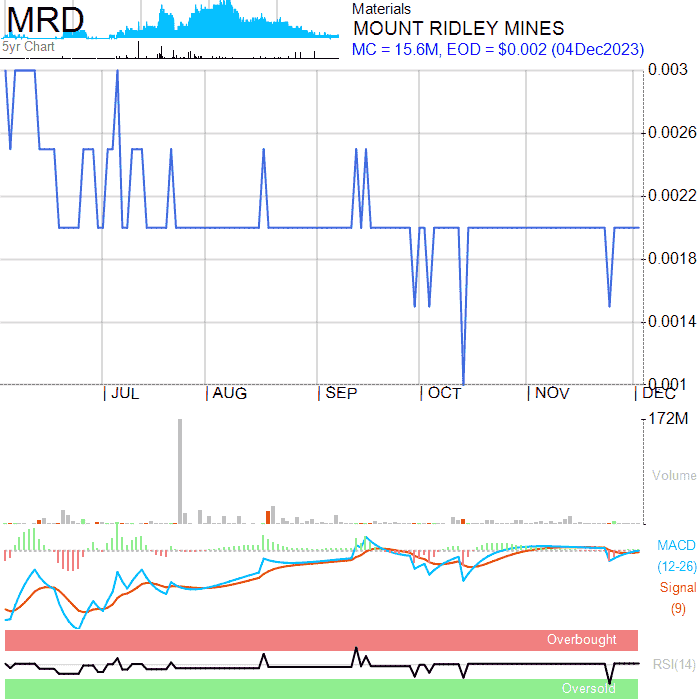 MRD
5yr Chart
Materials
MOUNT RIDLEY MINES
MC = 15.6M, EOD = $0.002 (04Dec2023)
0.003
0.0026
0.0022
0.0018
0.0014
0.001
JUL
AUG
SEP
OCT
NOV
DEC
172M
Volume
MACD
(12-26)
Signal
(9)
Overbought
RSI(14)
Oversold